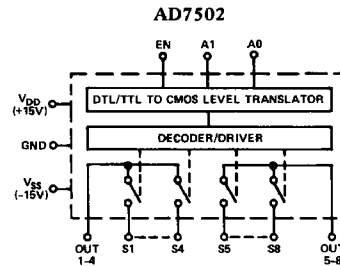 AD7502
EN A1 A0
VDD
(+15V)
DTL/TTL TO CMOS LEVEL TRANSLATOR
GND
DECODER/DRIVER
VSS
(–15V)
OUT
1-4
S1 S4 S5 S8
OUT
5-8